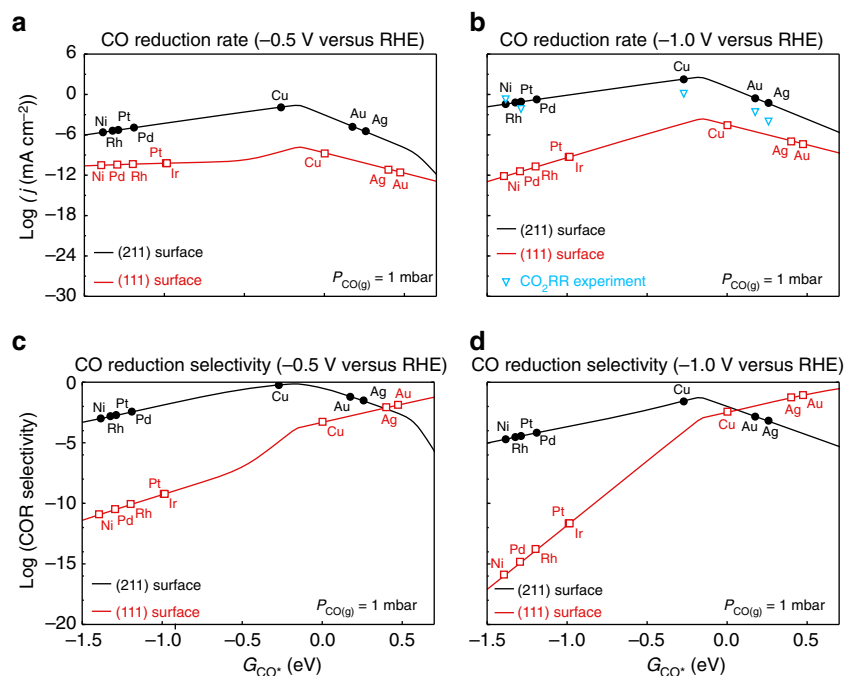 a
CO reduction rate (−0.5 V versus RHE)
6
0
−6
−12
−18
−24
−30
Log (j (mA cm−2))
Ni
Rh
Pt
Pd
Cu
Au
Ag
Ni
Pd
Rh
Pt
Ir
Cu
Ag
Au
(211) surface
(111) surface
PCO(g) = 1 mbar
b
CO reduction rate (−1.0 V versus RHE)
Ni
Rh
Pt
Pd
Cu
Au
Ag
Ni
Pd
Rh
Pt
Ir
Cu
Ag
Au
(211) surface
(111) surface
CO2RR experiment
PCO(g) = 1 mbar
c
CO reduction selectivity (−0.5 V versus RHE)
0
−5
−10
−15
−20
Log (COR selectivity)
Ni
Rh
Pt
Pd
Cu
Au
Ag
Ni
Pd
Rh
Pt
Ir
Cu
Ag
Au
(211) surface
(111) surface
PCO(g) = 1 mbar
−1.5
−1.0
−0.5
0.0
0.5
GCO* (eV)
d
CO reduction selectivity (−1.0 V versus RHE)
Ni
Rh
Pt
Pd
Cu
Au
Ag
Ni
Pd
Rh
Pt
Ir
Cu
Ag
Au
(211) surface
(111) surface
PCO(g) = 1 mbar
−1.5
−1.0
−0.5
0.0
0.5
GCO* (eV)